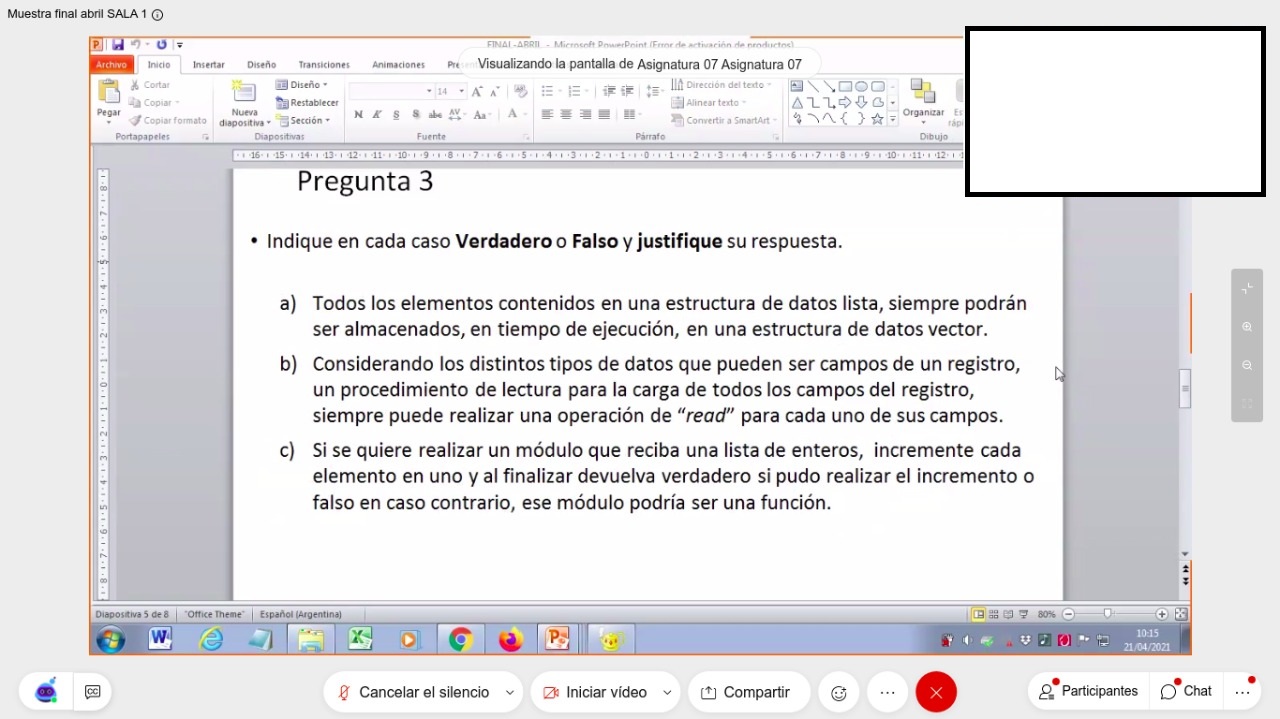 Muestra final abril SALA 1
FINAL-ABRIL - Microsoft PowerPoint (Error de activación de productos)
Visualizando la pantalla de Asignatura 07 Asignatura 07
Archivo Inicio Insertar Diseño Transiciones Animaciones
Cortar
Copiar
Copiar formato
Pegar
Portapapeles
Nueva
diapositiva
Diseño
Restablecer
Sección
Diapositivas
14
Fuente
Dirección del texto
Alinear texto
Convertir a SmartArt
Párrafo
Organizar
Dibujo
Pregunta 3
• Indique en cada caso Verdadero o Falso y justifique su respuesta.
a) Todos los elementos contenidos en una estructura de datos lista, siempre podrán
ser almacenados, en tiempo de ejecución, en una estructura de datos vector.
b) Considerando los distintos tipos de datos que pueden ser campos de un registro,
un procedimiento de lectura para la carga de todos los campos del registro,
siempre puede realizar una operación de “read” para cada uno de sus campos.
c) Si se quiere realizar un módulo que reciba una lista de enteros, incremente cada
elemento en uno y al finalizar devuelva verdadero si pudo realizar el incremento o
falso en caso contrario, ese módulo podría ser una función.
Diapositiva 5 de 8 "Office Theme" Español (Argentina) 80%
10:15
21/04/2021
Cancelar el silencio Iniciar vídeo Compartir Participantes Chat